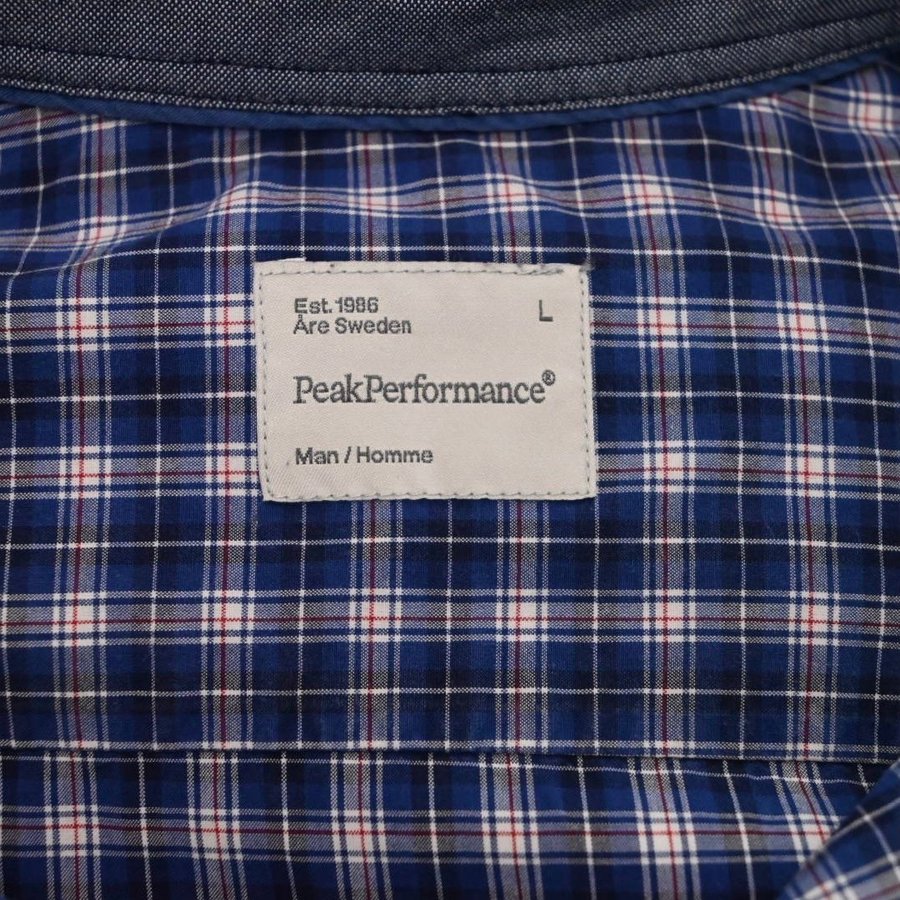 Est. 1986
Åre Sweden
L
PeakPerformance®
Man / Homme